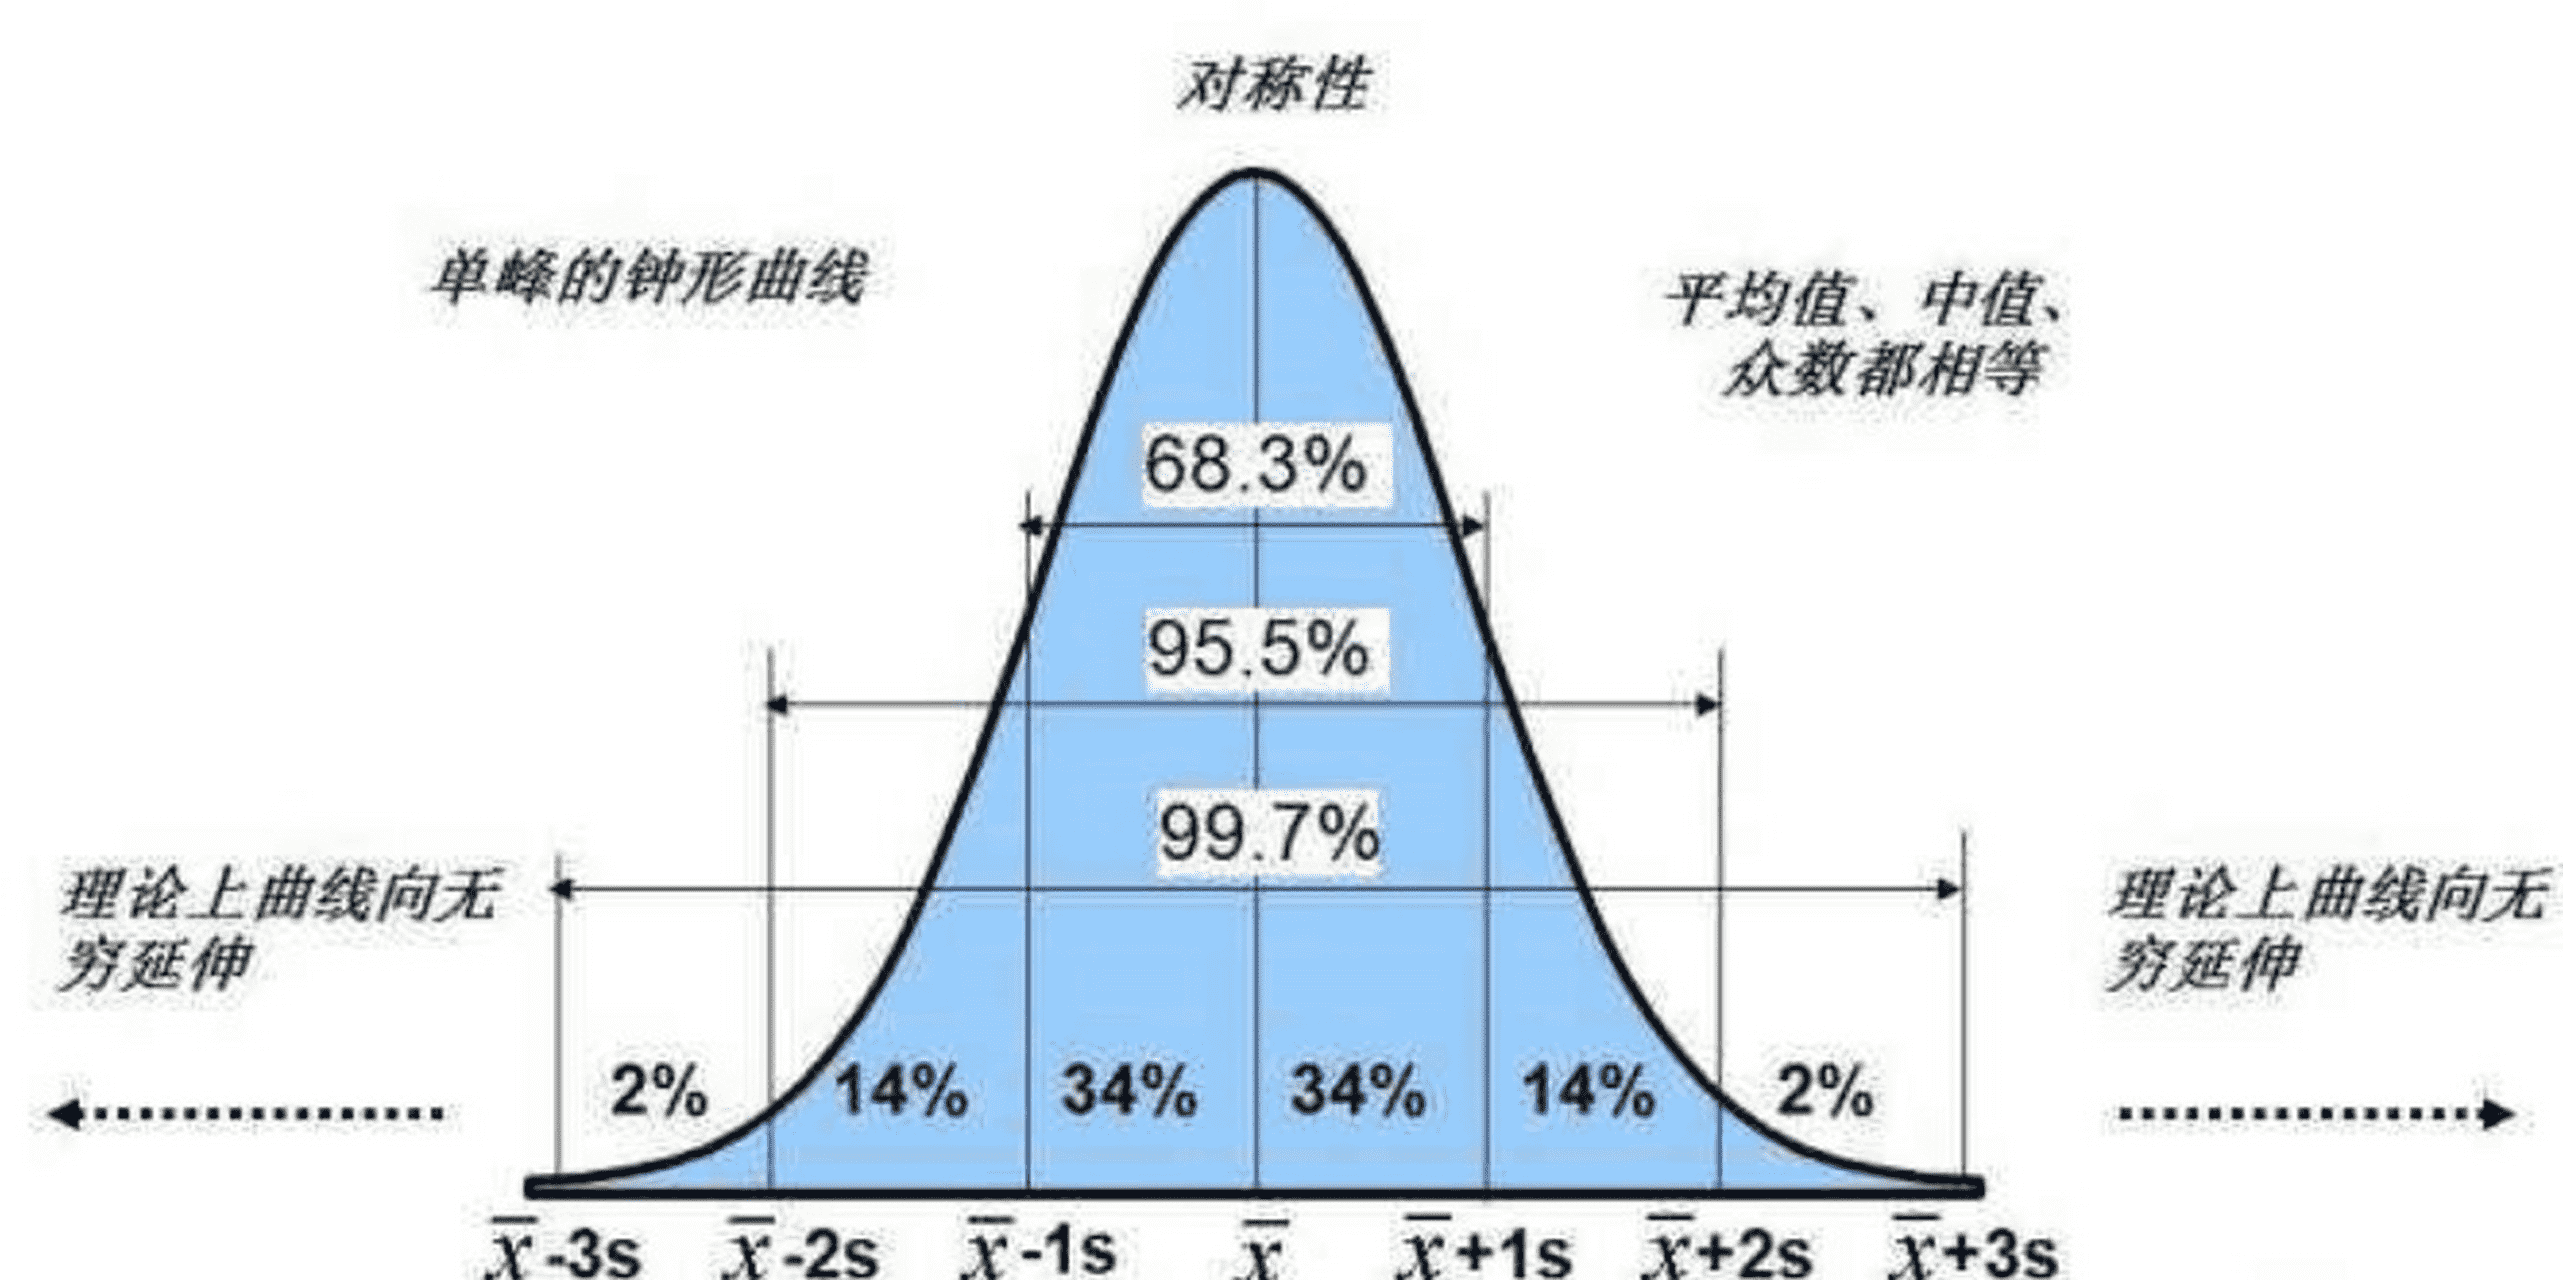 对称性
单峰的钟形曲线
平均值、中值、
众数都相等
68.3%
95.5%
99.7%
理论上曲线向无
穷延伸
理论上曲线向无
穷延伸
2% 14% 34% 34% 14% 2%
x̅-3s x̅-2s x̅-1s x̅ x̅+1s x̅+2s x̅+3s